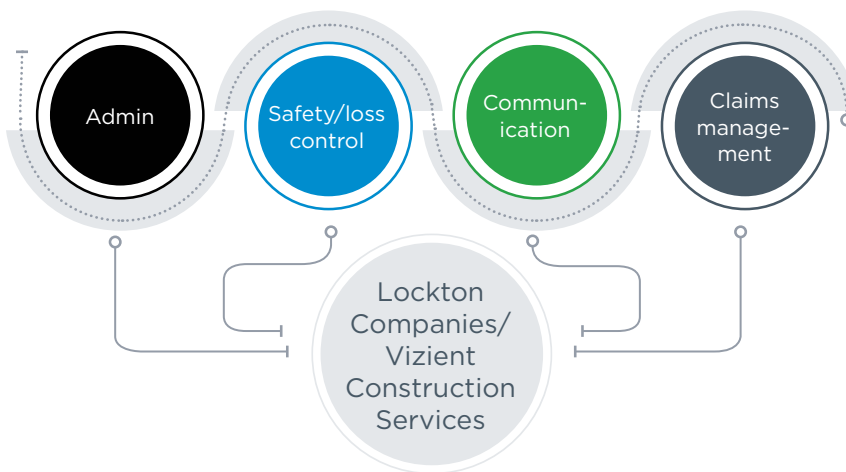 Admin
Safety/loss
control
Commun-
ication
Claims
manage-
ment
Lockton
Companies/
Vizient
Construction
Services